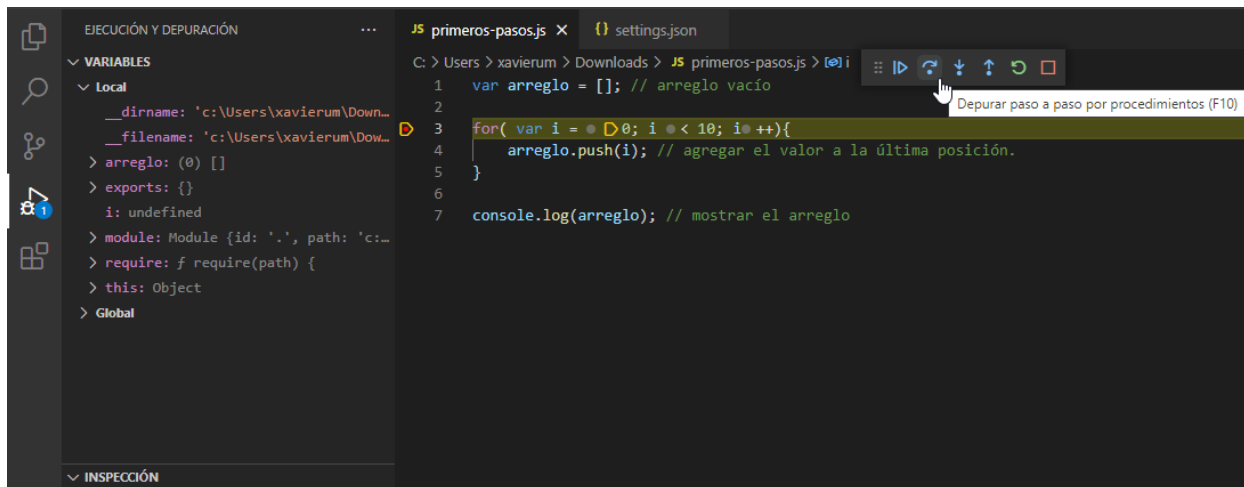 EJECUCIÓN Y DEPURACIÓN ···
VARIABLES
Local
__dirname: 'c:\Users\xavierum\Down…
__filename: 'c:\Users\xavierum\Dow…
arreglo: (0) []
exports: {}
i: undefined
module: Module {id: '.', path: 'c:…
require: ƒ require(path) {
this: Object
Global
INSPECCIÓN
1
JS primeros-pasos.js ×
{} settings.json
C: > Users > xavierum > Downloads > JS primeros-pasos.js > i
Depurar paso a paso por procedimientos (F10)
1 var arreglo = []; // arreglo vacío
2
3 for( var i = 0; i < 10; i ++){
4 arreglo.push(i); // agregar el valor a la última posición.
5 }
6
7 console.log(arreglo); // mostrar el arreglo